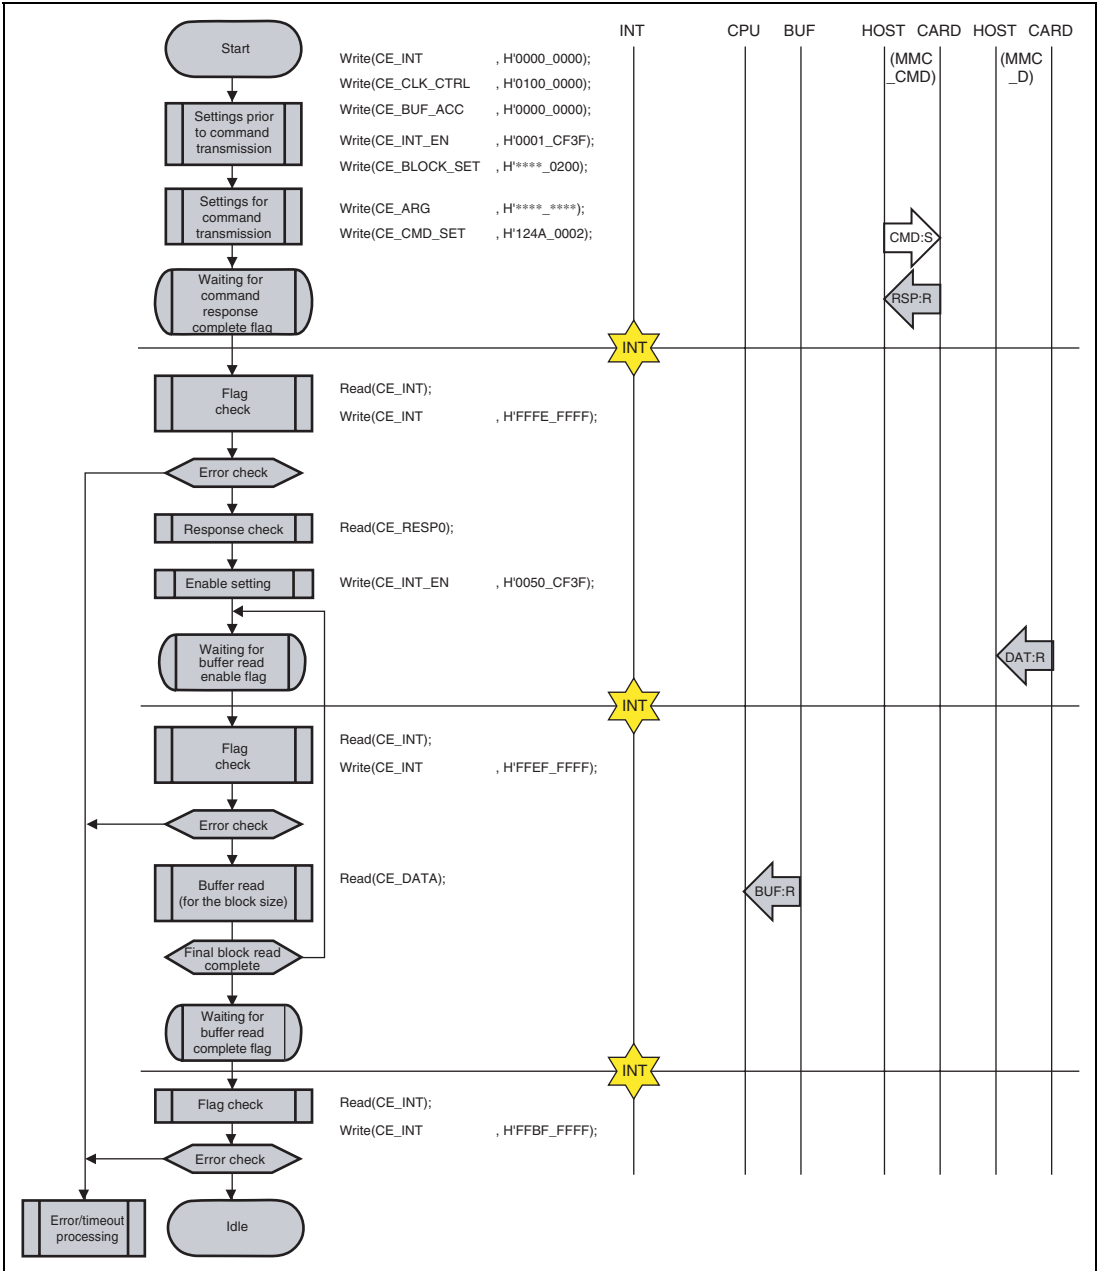 INT CPU BUF HOST CARD HOST CARD
(MMC
_CMD)
(MMC
_D)
Start
Write(CE_INT , H'0000_0000);
Write(CE_CLK_CTRL , H'0100_0000);
Write(CE_BUF_ACC , H'0000_0000);
Settings prior
to command
transmission
Write(CE_INT_EN , H'0001_CF3F);
Write(CE_BLOCK_SET , H'****_0200);
Settings for
command
transmission
Write(CE_ARG , H'****_****);
Write(CE_CMD_SET , H'124A_0002);
CMD:S
Waiting for
command
response
complete flag
RSP:R
INT
Flag
check
Read(CE_INT);
Write(CE_INT , H'FFFE_FFFF);
Error check
Response check
Read(CE_RESP0);
Enable setting
Write(CE_INT_EN , H'0050_CF3F);
Waiting for
buffer read
enable flag
DAT:R
INT
Flag
check
Read(CE_INT);
Write(CE_INT , H'FFEF_FFFF);
Error check
Buffer read
(for the block size)
Read(CE_DATA);
BUF:R
Final block read
complete
Waiting for
buffer read
complete flag
INT
Flag check
Read(CE_INT);
Write(CE_INT , H'FFBF_FFFF);
Error check
Error/timeout
processing
Idle